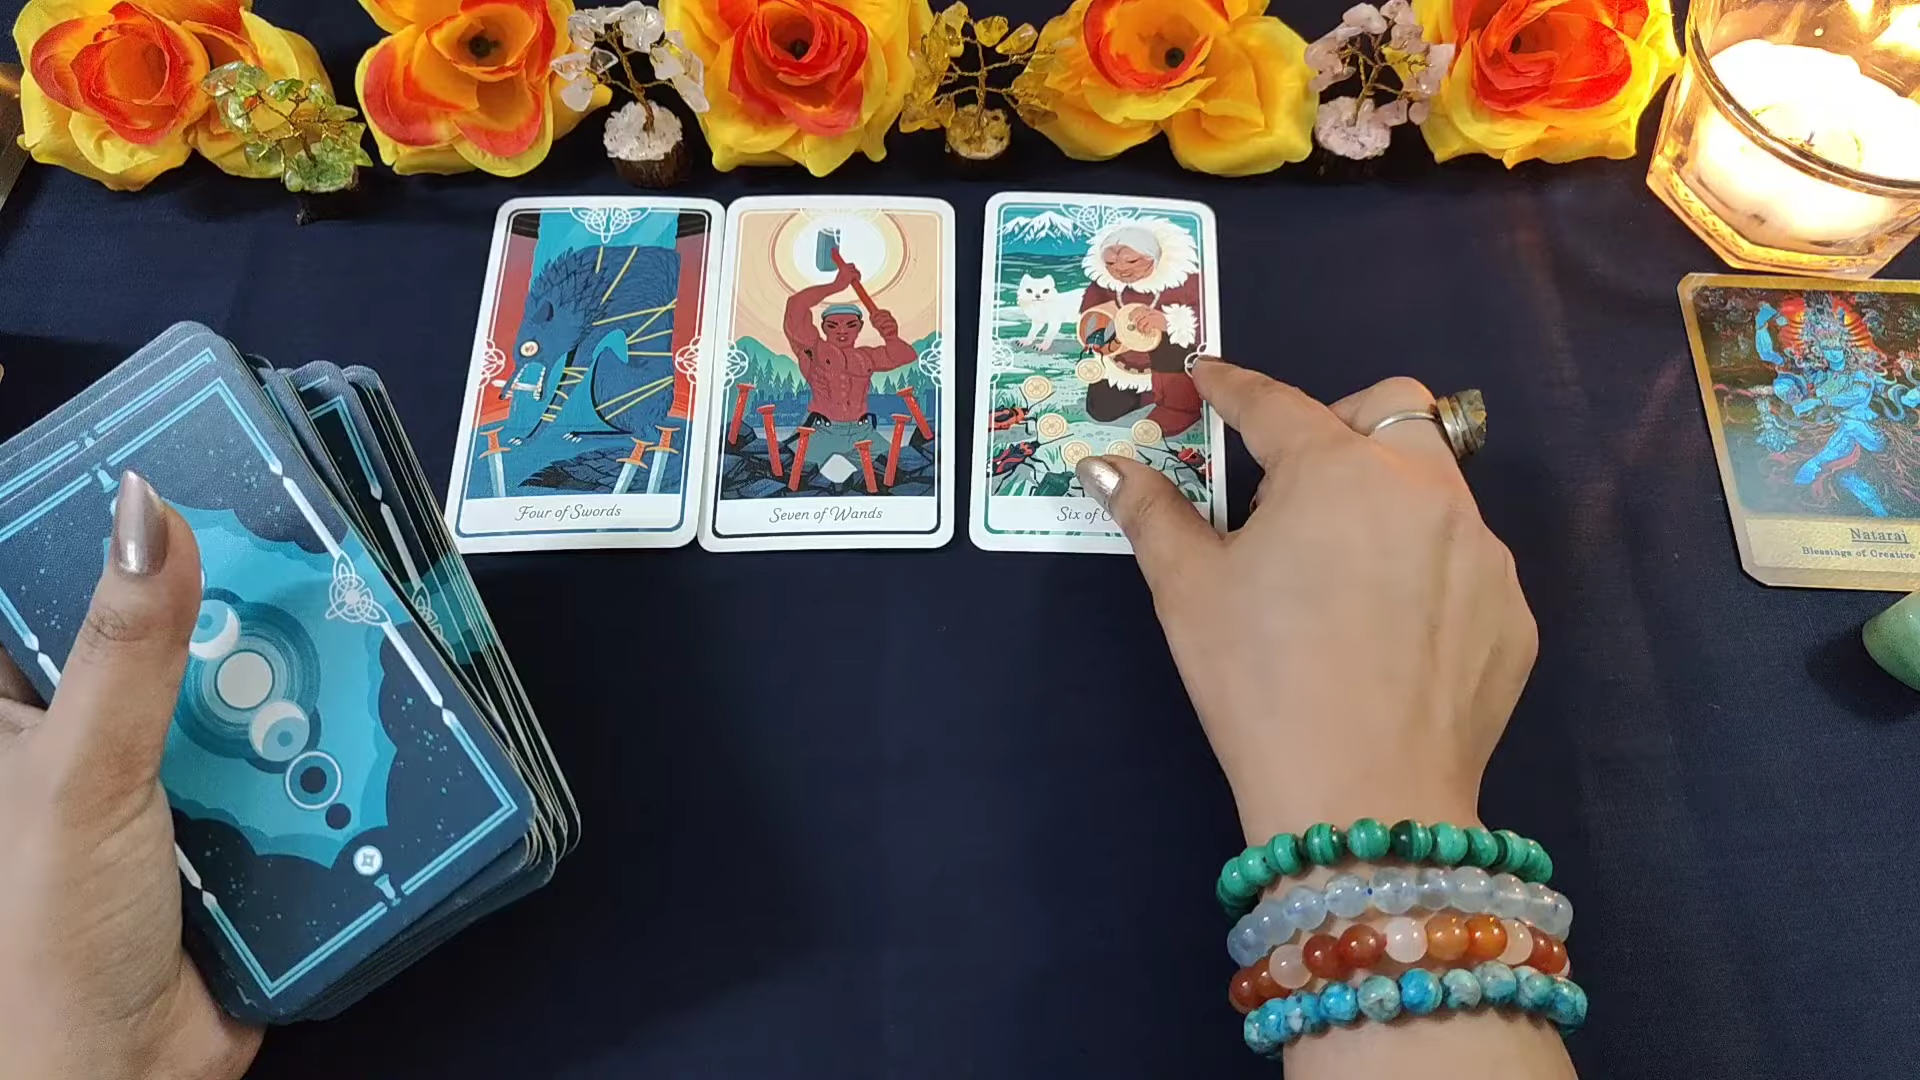 Four of Swords
Seven of Wands
Six of
Nataraj
Blessings of Creative